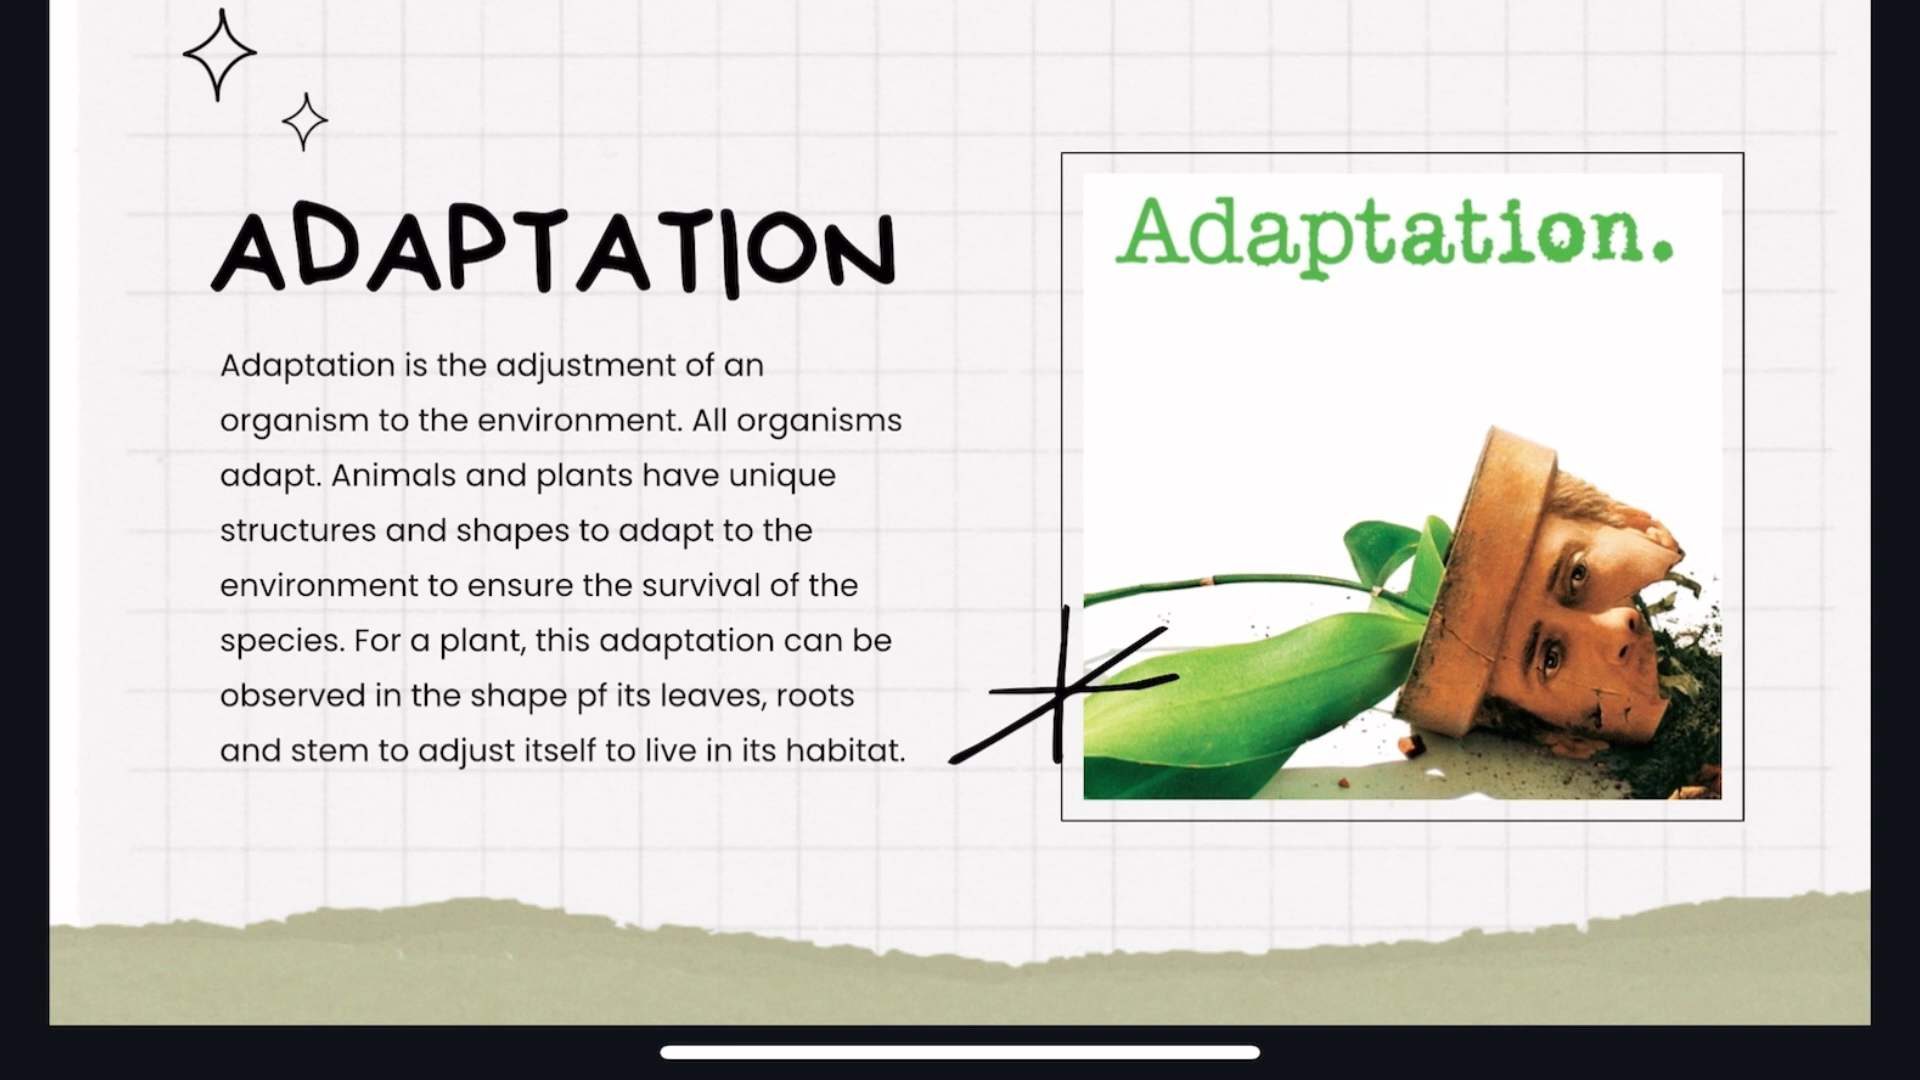 ADAPTATION
Adaptation is the adjustment of an
organism to the environment. All organisms
adapt. Animals and plants have unique
structures and shapes to adapt to the
environment to ensure the survival of the
species. For a plant, this adaptation can be
observed in the shape pf its leaves, roots
and stem to adjust itself to live in its habitat.
Adaptation.